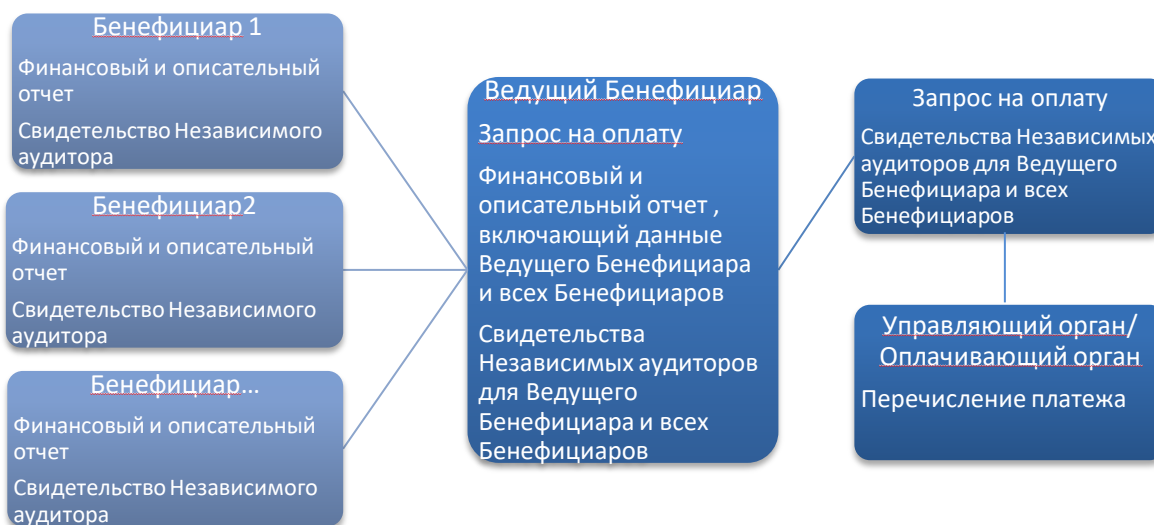 Бенефициар 1
Финансовый и описательный
отчет
Свидетельство Независимого
аудитора
Бенефициар2
Финансовый и описательный
отчет
Свидетельство Независимого
аудитора
Бенефициар…
Финансовый и описательный
отчет
Свидетельство Независимого
аудитора
Ведущий Бенефициар
Запрос на оплату
Финансовый и
описательный отчет ,
включающий данные
Ведущего Бенефициара
и всех Бенефициаров
Свидетельства
Независимых аудиторов
для Ведущего
Бенефициара и всех
Бенефициаров
Запрос на оплату
Свидетельства Независимых
аудиторов для Ведущего
Бенефициара и всех
Бенефициаров
Управляющий орган/
Оплачивающий орган
Перечисление платежа